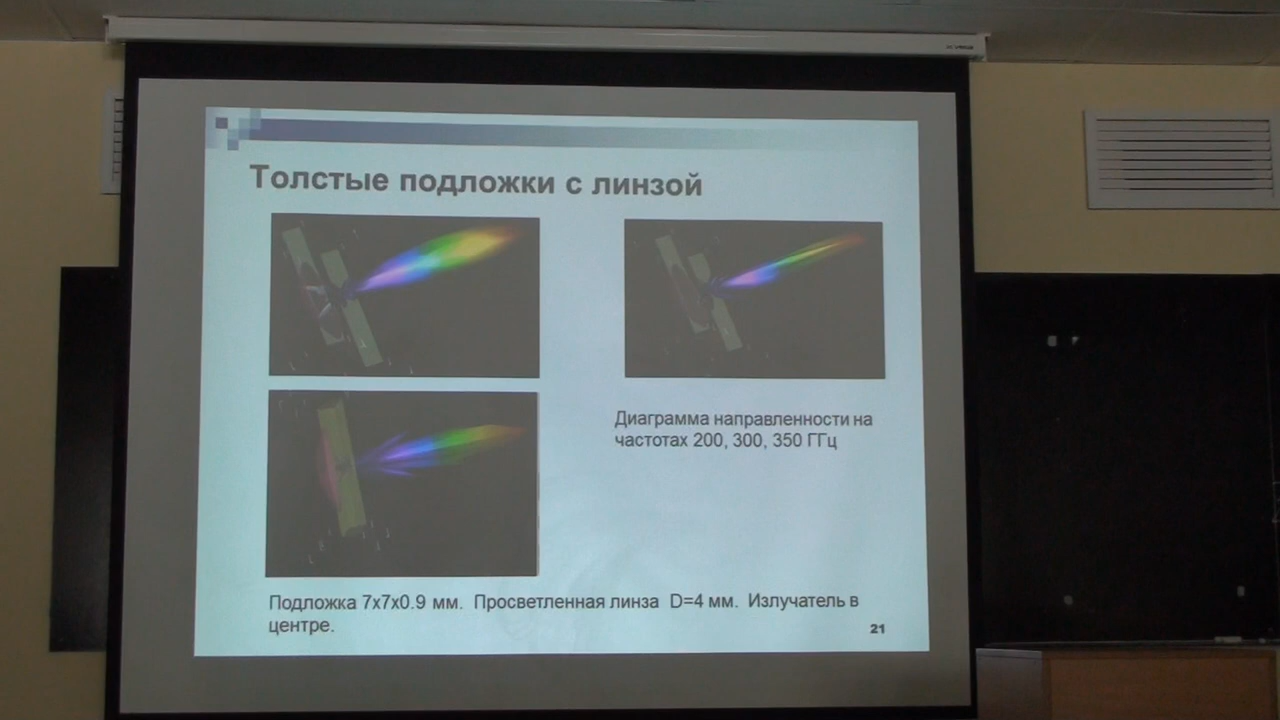 Толстые подложки с линзой
Диаграмма направленности на
частотах 200, 300, 350 ГГц
Подложка 7х7х0.9 мм. Просветленная линза D=4 мм. Излучатель в
центре.
21